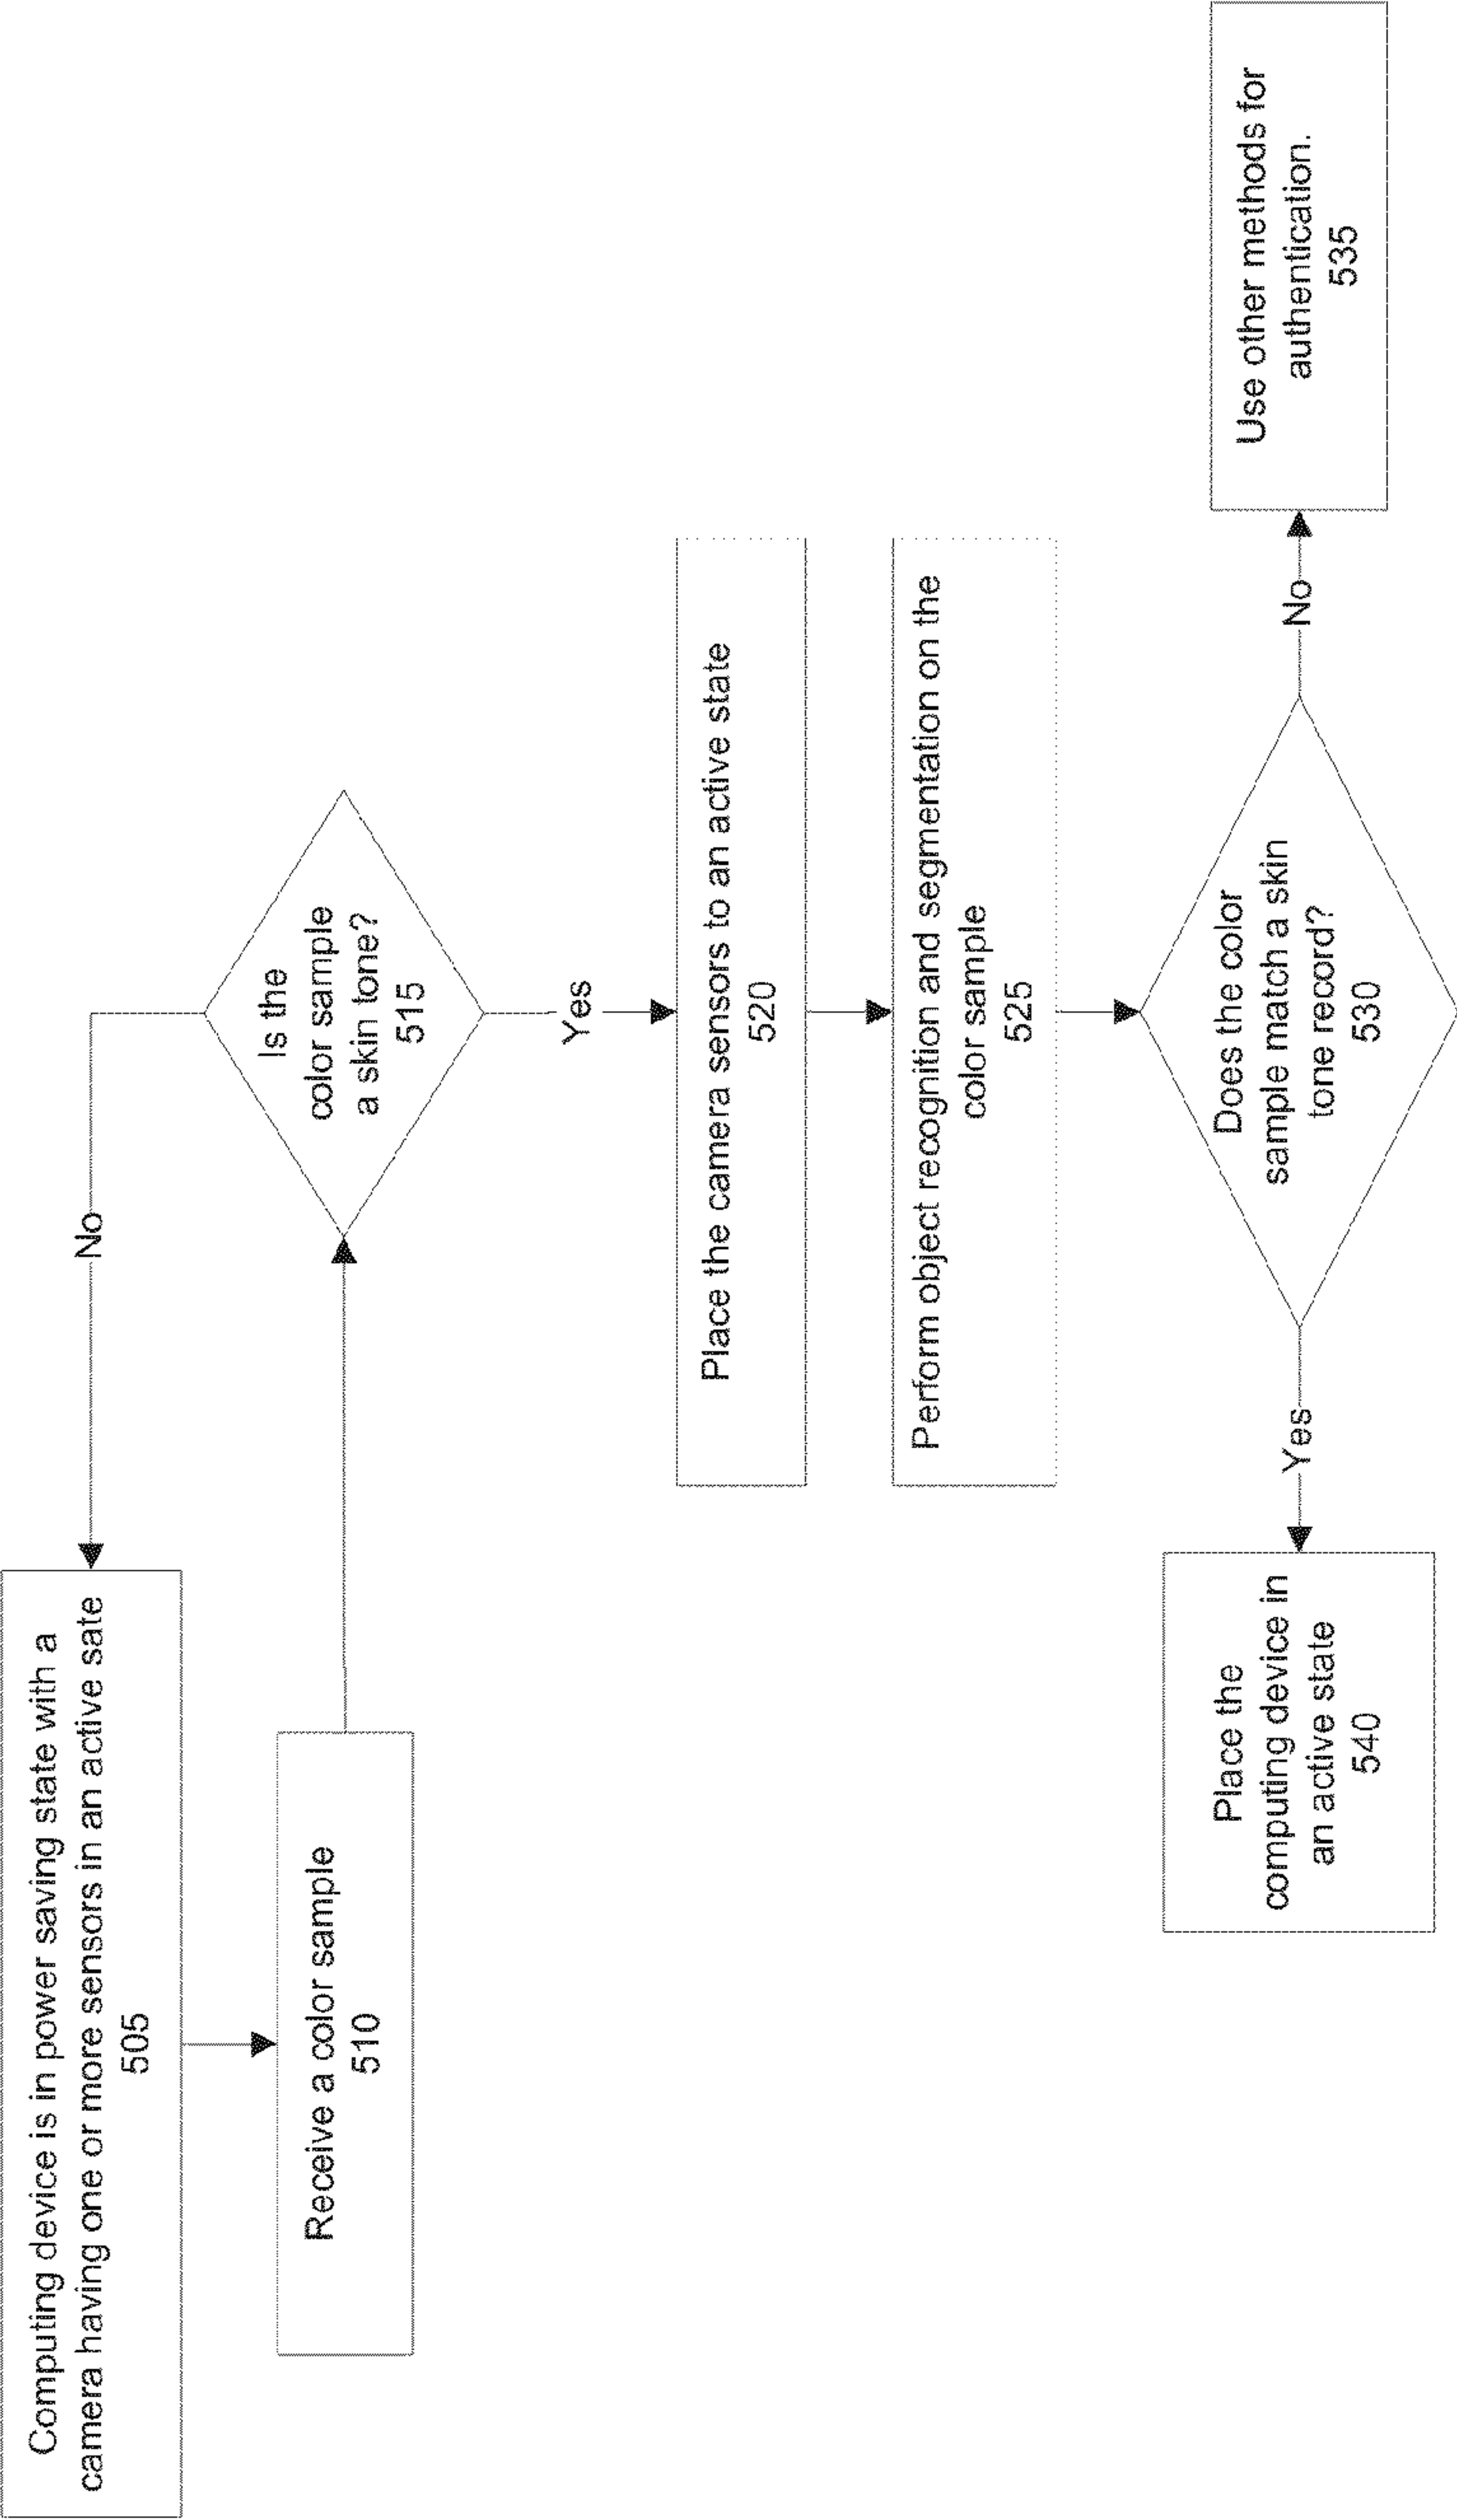 Computing device is in power saving state with a
camera having one or more sensors in an active sate
505
Receive a color sample
510
No
Is the
color sample
a skin tone?
515
Yes
Place the camera sensors to an active state
520
Perform object recognition and segmentation on the
color sample
525
Does the color
sample match a skin
tone record?
530
Yes
No
Place the
computing device in
an active state
540
Use other methods for
authentication.
535